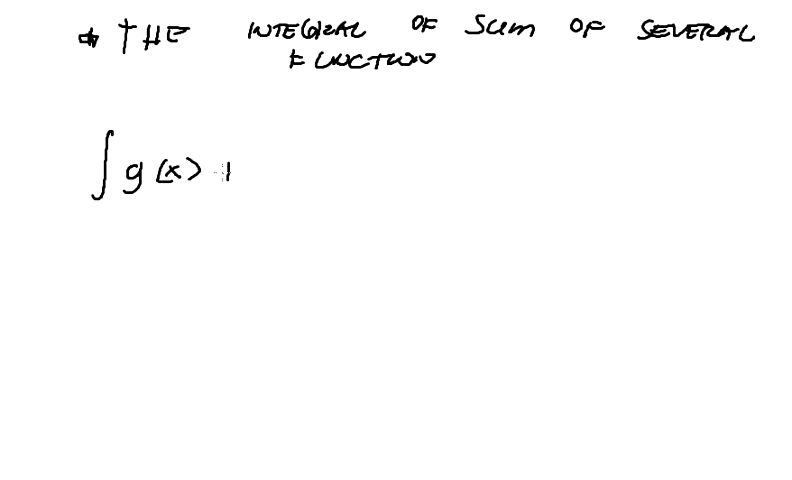 THE INTEGRAL OF SUM OF SEVERAL
FUNCTION
∫ g(x)